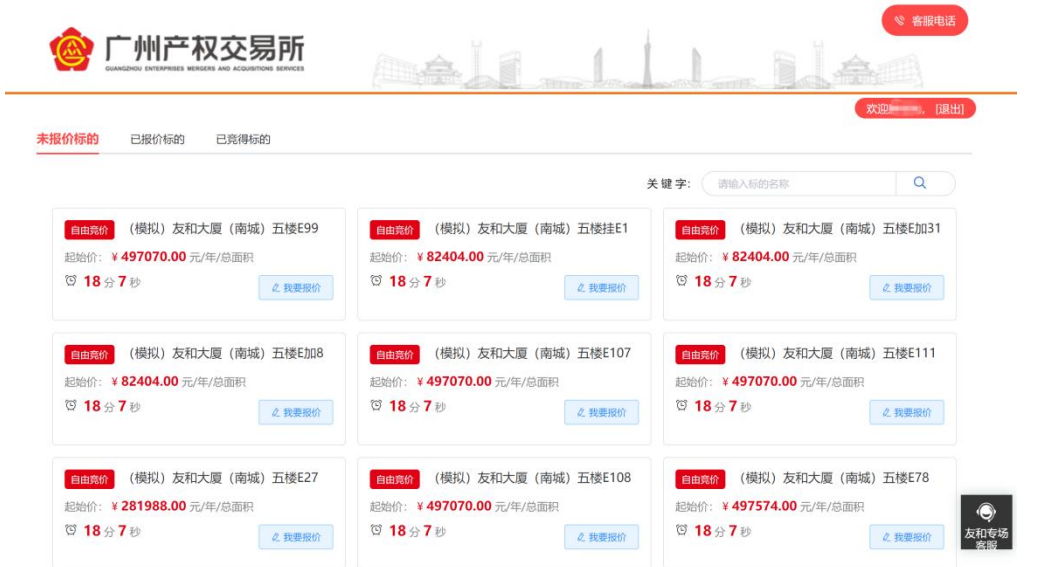 客服电话
广州产权交易所
GUANGZHOU ENTERPRISES MERGERS AND ACQUISITIONS SERVICES
欢迎 [退出]
未报价标的 已报价标的 已竞得标的
关 键 字: 请输入标的名称
自由竞价 （模拟）友和大厦（南城）五楼E99
起始价: ¥ 497070.00 元/年/总面积
18 分 7 秒 我要报价
自由竞价 （模拟）友和大厦（南城）五楼挂E1
起始价: ¥ 82404.00 元/年/总面积
18 分 7 秒 我要报价
自由竞价 （模拟）友和大厦（南城）五楼E加31
起始价: ¥ 82404.00 元/年/总面积
18 分 7 秒 我要报价
自由竞价 （模拟）友和大厦（南城）五楼E加8
起始价: ¥ 82404.00 元/年/总面积
18 分 7 秒 我要报价
自由竞价 （模拟）友和大厦（南城）五楼E107
起始价: ¥ 497070.00 元/年/总面积
18 分 7 秒 我要报价
自由竞价 （模拟）友和大厦（南城）五楼E111
起始价: ¥ 497070.00 元/年/总面积
18 分 7 秒 我要报价
自由竞价 （模拟）友和大厦（南城）五楼E27
起始价: ¥ 281988.00 元/年/总面积
18 分 7 秒 我要报价
自由竞价 （模拟）友和大厦（南城）五楼E108
起始价: ¥ 497070.00 元/年/总面积
18 分 7 秒 我要报价
自由竞价 （模拟）友和大厦（南城）五楼E78
起始价: ¥ 497574.00 元/年/总面积
18 分 7 秒 我要报价
友和专场
客服